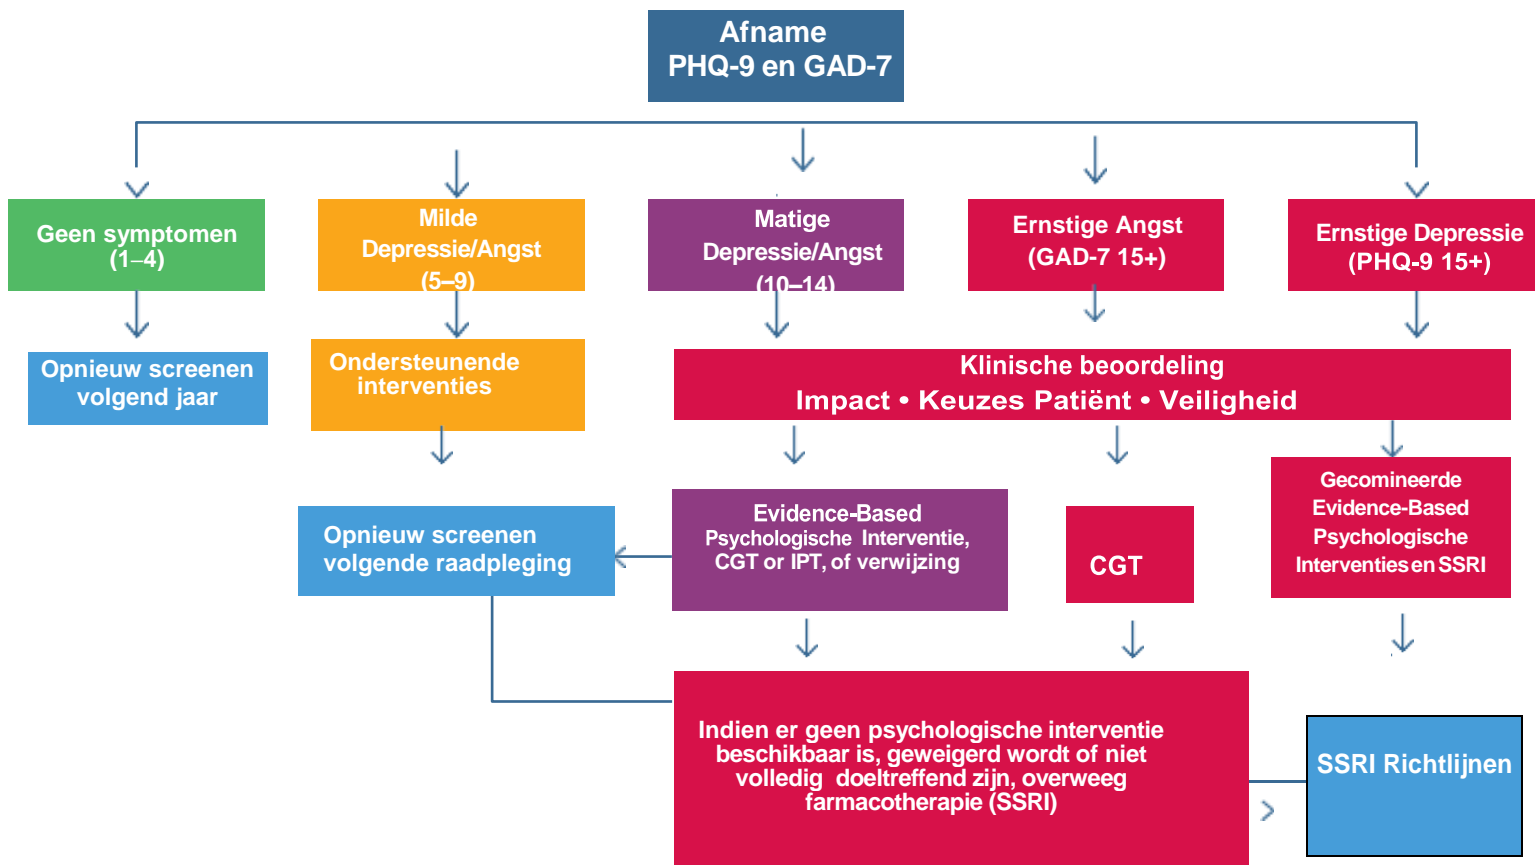 Afname
PHQ-9 en GAD-7
Geen symptomen
(1–4)
Milde
Depressie/Angst
(5–9)
Matige
Depressie/Angst
(10–14)
Ernstige Angst
(GAD-7 15+)
Ernstige Depressie
(PHQ-9 15+)
Opnieuw screenen
volgend jaar
Ondersteunende
interventies
Klinische beoordeling
Impact • Keuzes Patiënt • Veiligheid
Opnieuw screenen
volgende raadpleging
Evidence-Based
Psychologische Interventie,
CGT or IPT, of verwijzing
CGT
Gecomineerde
Evidence-Based
Psychologische
Interventies en SSRI
Indien er geen psychologische interventie
beschikbaar is, geweigerd wordt of niet
volledig doeltreffend zijn, overweeg
farmacotherapie (SSRI)
SSRI Richtlijnen